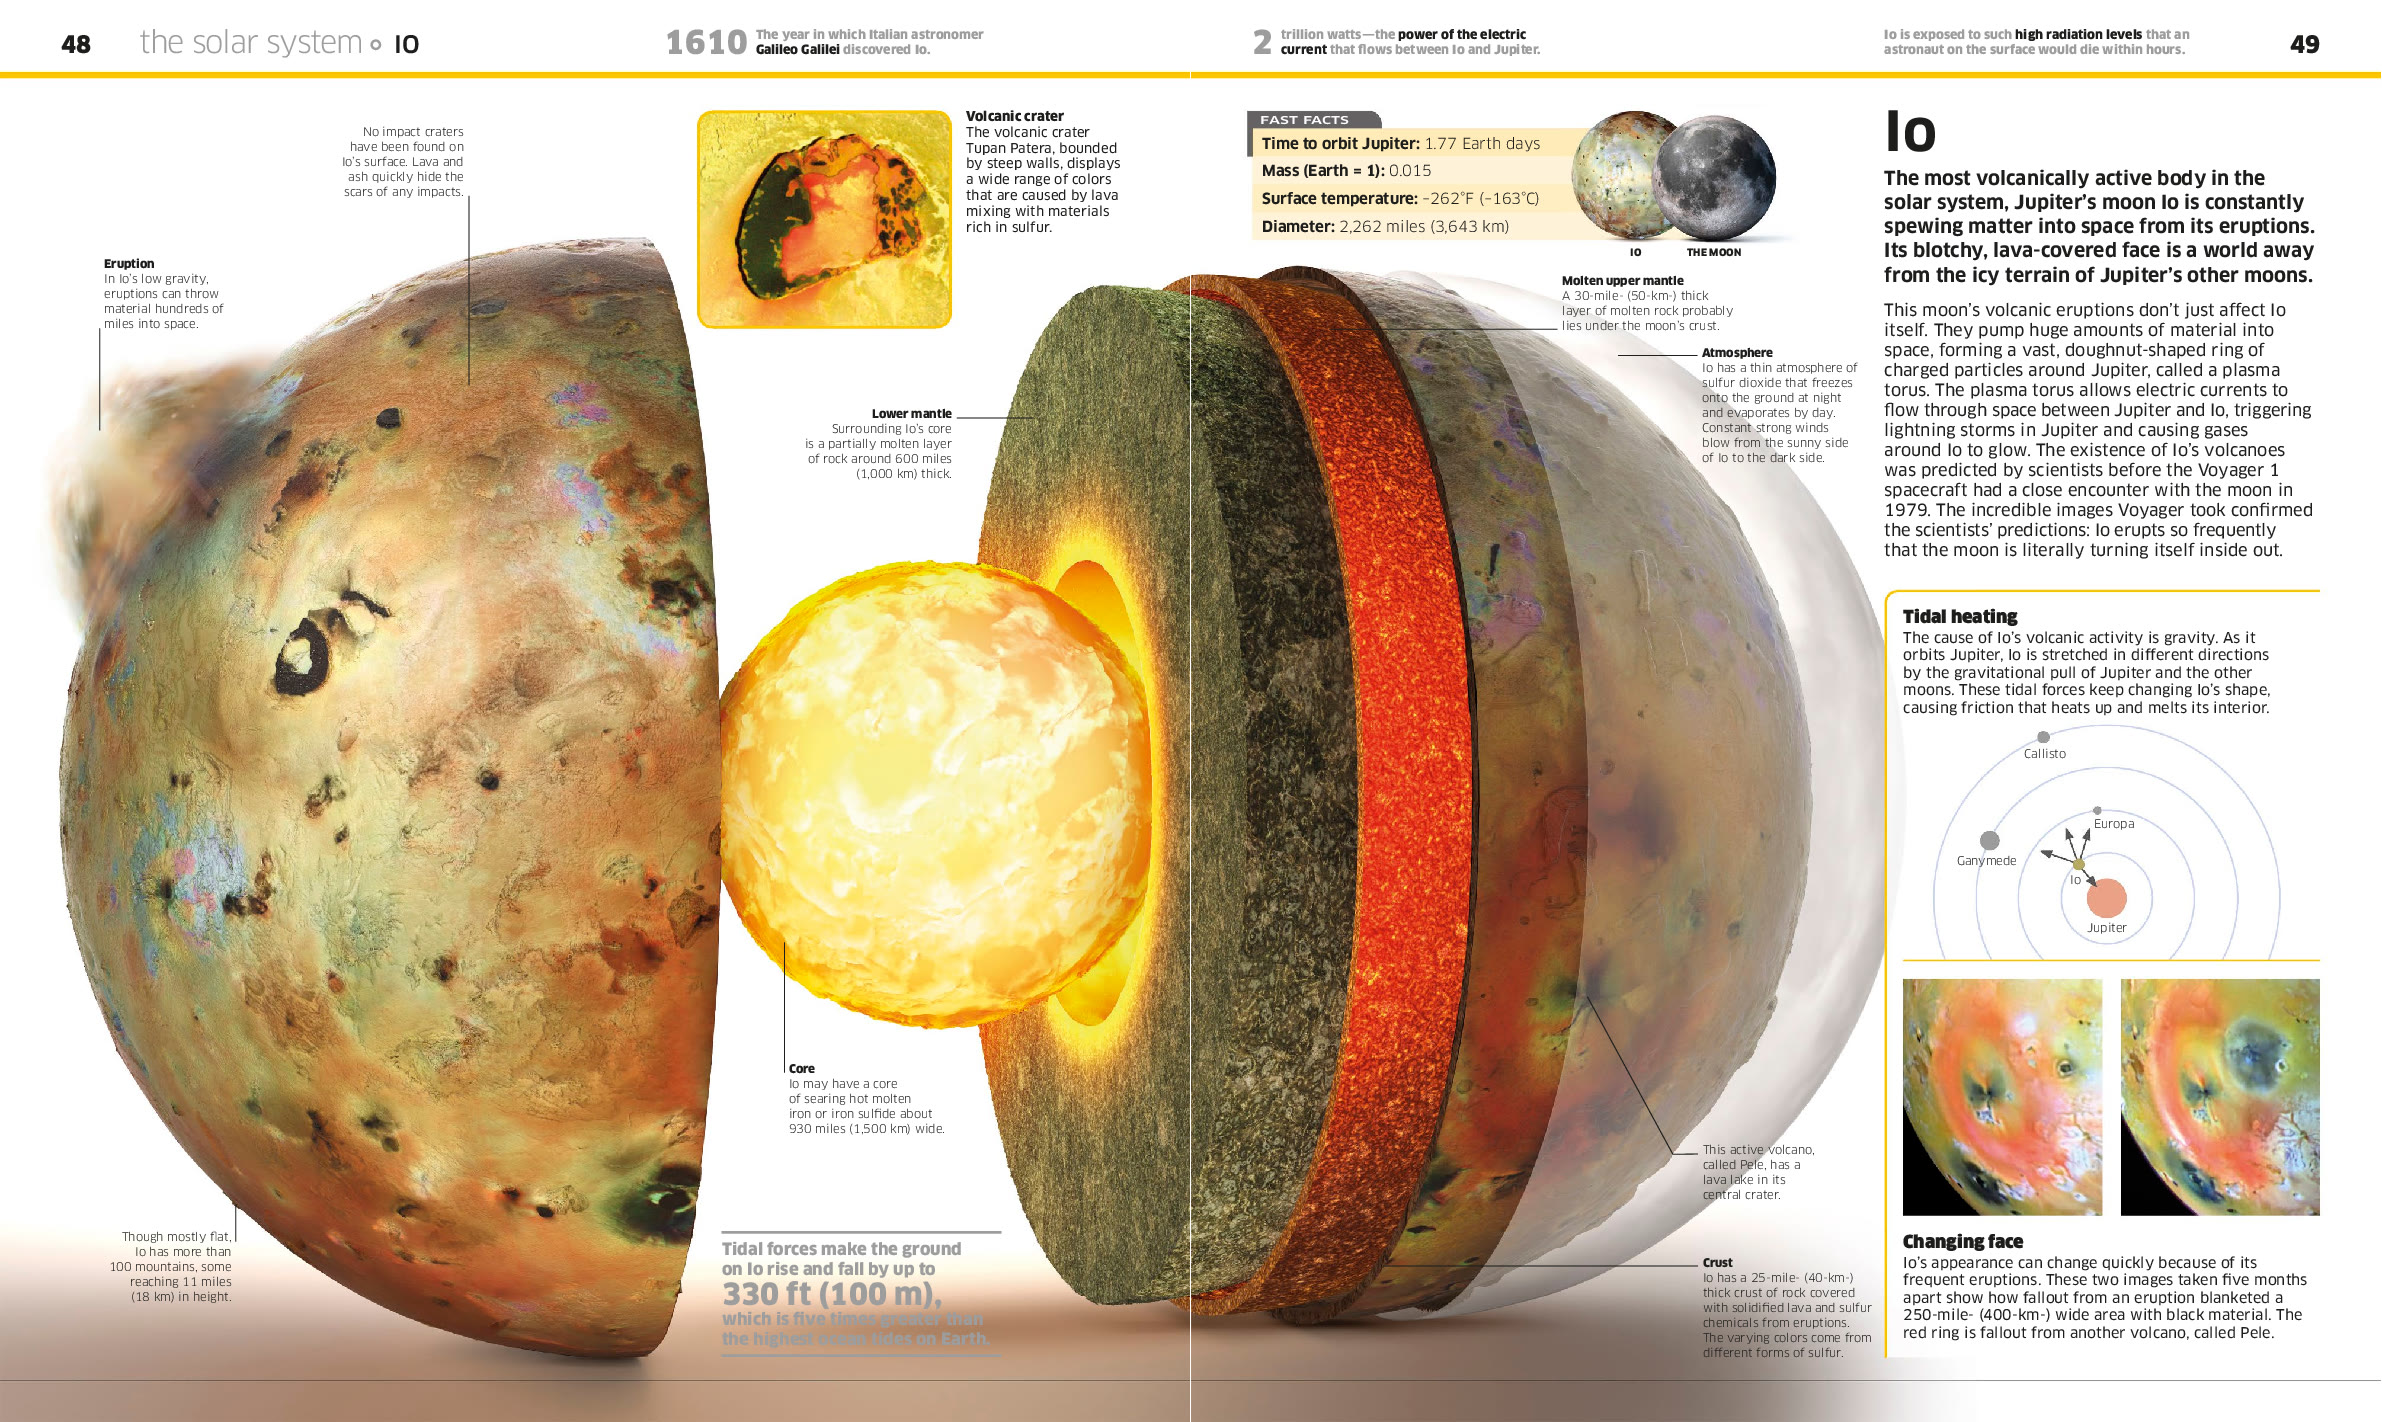 48
the solar system IO
1610
The year in which Italian astronomer
Galileo Galilei discovered Io.
2
trillion watts—the power of the electric
current that flows between Io and Jupiter.
Io is exposed to such high radiation levels that an
astronaut on the surface would die within hours.
49
No impact craters
have been found on
Io's surface. Lava and
ash quickly hide the
scars of any impacts.
Eruption
In Io's low gravity,
eruptions can throw
material hundreds of
miles into space.
Volcanic crater
The volcanic crater
Tupan Patera, bounded
by steep walls, displays
a wide range of colors
that are caused by lava
mixing with materials
rich in sulfur.
Lower mantle
Surrounding Io's core
is a partially molten layer
of rock around 600 miles
(1,000 km) thick.
Core
Io may have a core
of searing hot molten
iron or iron sulfide about
930 miles (1,500 km) wide.
Though mostly flat,
Io has more than
100 mountains, some
reaching 11 miles
(18 km) in height.
Tidal forces make the ground
on Io rise and fall by up to
330 ft (100 m),
which is five times greater than
the highest ocean tides on Earth.
FAST FACTS
Time to orbit Jupiter: 1.77 Earth days
Mass (Earth = 1): 0.015
Surface temperature: -262°F (-163°C)
Diameter: 2,262 miles (3,643 km)
IO
THE MOON
Molten upper mantle
A 30-mile- (50-km-) thick
layer of molten rock probably
lies under the moon's crust.
Atmosphere
Io has a thin atmosphere of
sulfur dioxide that freezes
onto the ground at night
and evaporates by day.
Constant strong winds
blow from the sunny side
of Io to the dark side.
This active volcano,
called Pele, has a
lava lake in its
central crater.
Crust
Io has a 25-mile- (40-km-)
thick crust of rock covered
with solidified lava and sulfur
chemicals from eruptions.
The varying colors come from
different forms of sulfur.
Io
The most volcanically active body in the
solar system, Jupiter's moon Io is constantly
spewing matter into space from its eruptions.
Its blotchy, lava-covered face is a world away
from the icy terrain of Jupiter's other moons.
This moon's volcanic eruptions don't just affect Io
itself. They pump huge amounts of material into
space, forming a vast, doughnut-shaped ring of
charged particles around Jupiter, called a plasma
torus. The plasma torus allows electric currents to
flow through space between Jupiter and Io, triggering
lightning storms in Jupiter and causing gases
around Io to glow. The existence of Io's volcanoes
was predicted by scientists before the Voyager 1
spacecraft had a close encounter with the moon in
1979. The incredible images Voyager took confirmed
the scientists' predictions: Io erupts so frequently
that the moon is literally turning itself inside out.
Tidal heating
The cause of Io's volcanic activity is gravity. As it
orbits Jupiter, Io is stretched in different directions
by the gravitational pull of Jupiter and the other
moons. These tidal forces keep changing Io's shape,
causing friction that heats up and melts its interior.
Callisto
Europa
Ganymede
Io
Jupiter
Changing face
Io's appearance can change quickly because of its
frequent eruptions. These two images taken five months
apart show how fallout from an eruption blanketed a
250-mile- (400-km-) wide area with black material. The
red ring is fallout from another volcano, called Pele.